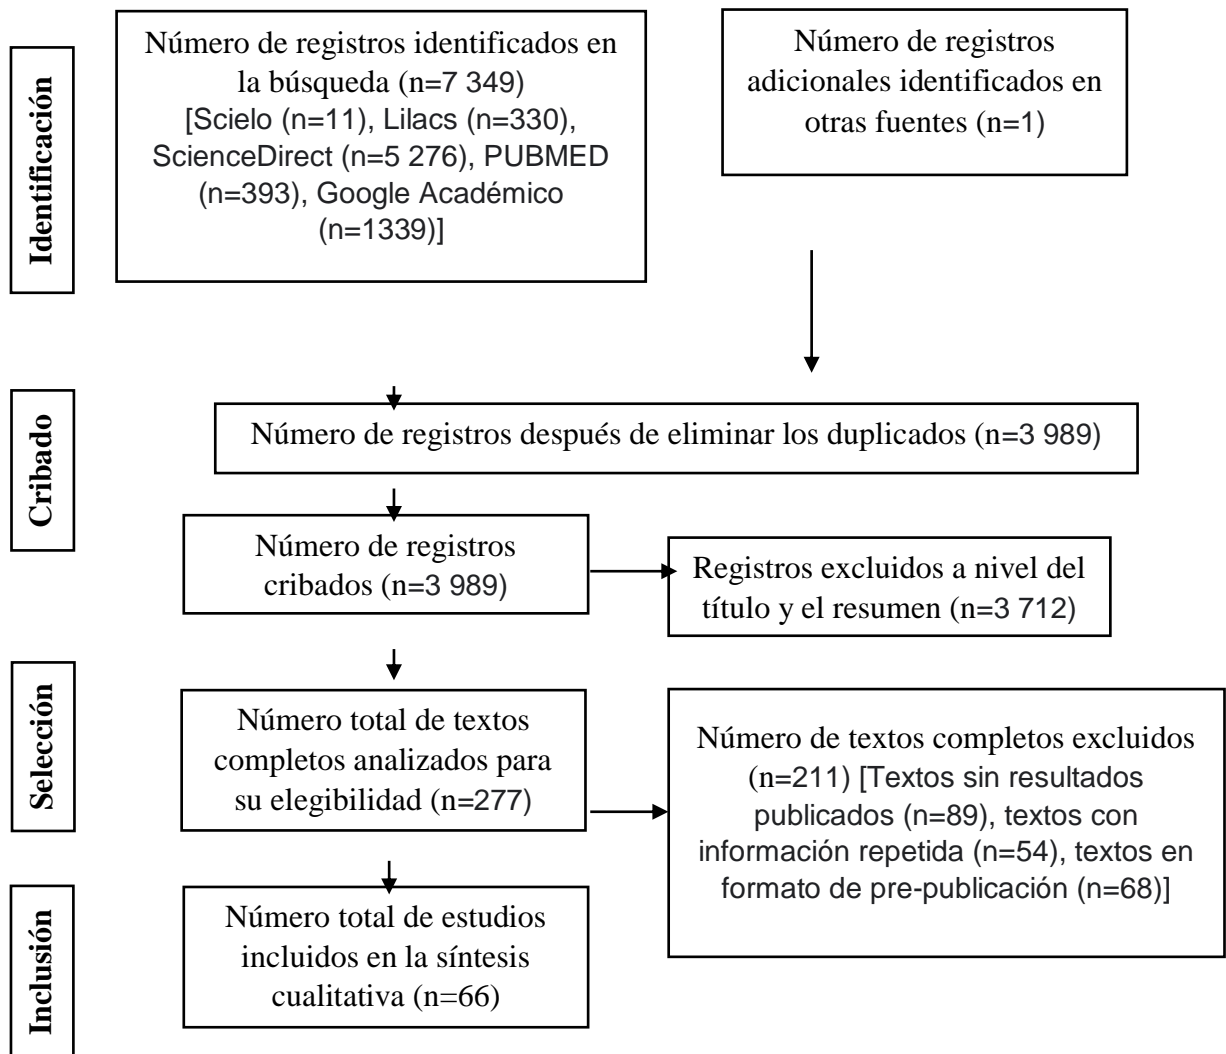 Identificación
Número de registros identificados en
la búsqueda (n=7 349)
[Scielo (n=11), Lilacs (n=330),
ScienceDirect (n=5 276), PUBMED
(n=393), Google Académico
(n=1339)]
Número de registros
adicionales identificados en
otras fuentes (n=1)
Cribado
Número de registros después de eliminar los duplicados (n=3 989)
Número de registros
cribados (n=3 989)
Registros excluidos a nivel del
título y el resumen (n=3 712)
Selección
Número total de textos
completos analizados para
su elegibilidad (n=277)
Número de textos completos excluidos
(n=211) [Textos sin resultados
publicados (n=89), textos con
información repetida (n=54), textos en
formato de pre-publicación (n=68)]
Inclusión
Número total de estudios
incluidos en la síntesis
cualitativa (n=66)